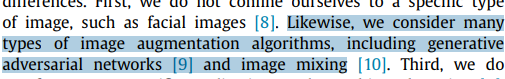 differences. First, we do not confine ourselves to a specific type
of image, such as facial images [8]. Likewise, we consider many
types of image augmentation algorithms, including generative
adversarial networks [9] and image mixing [10]. Third, we do